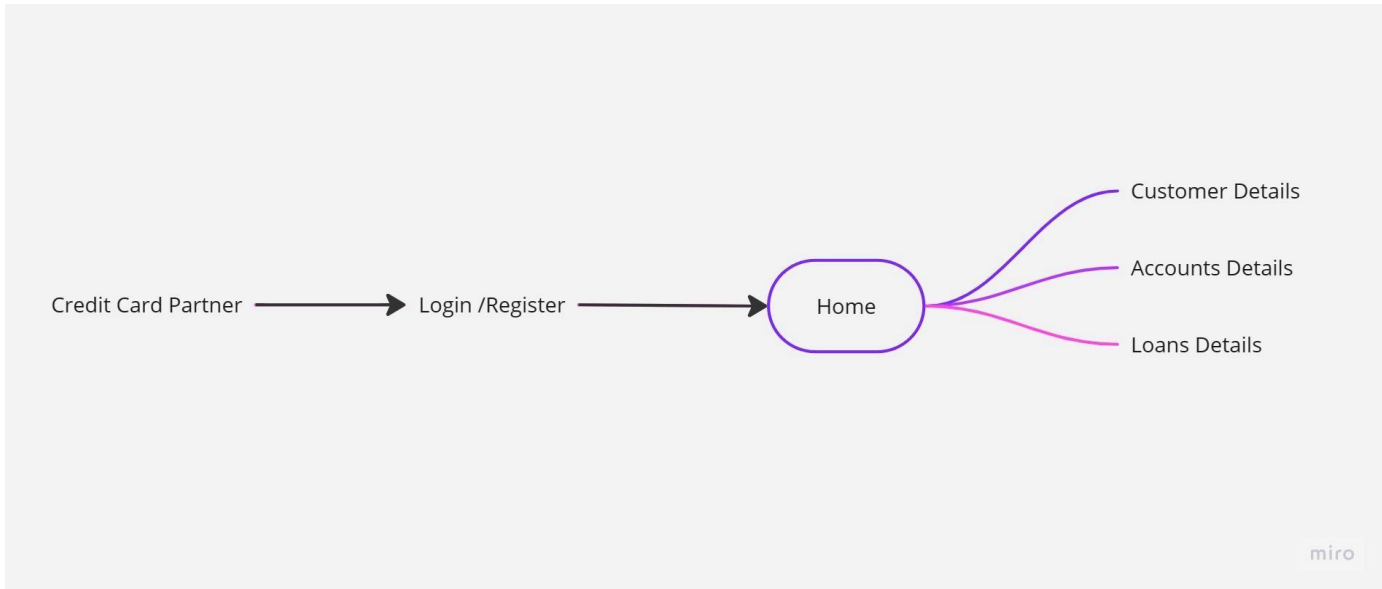 Customer Details
Accounts Details
Credit Card Partner
Login /Register
Home
Loans Details
miro